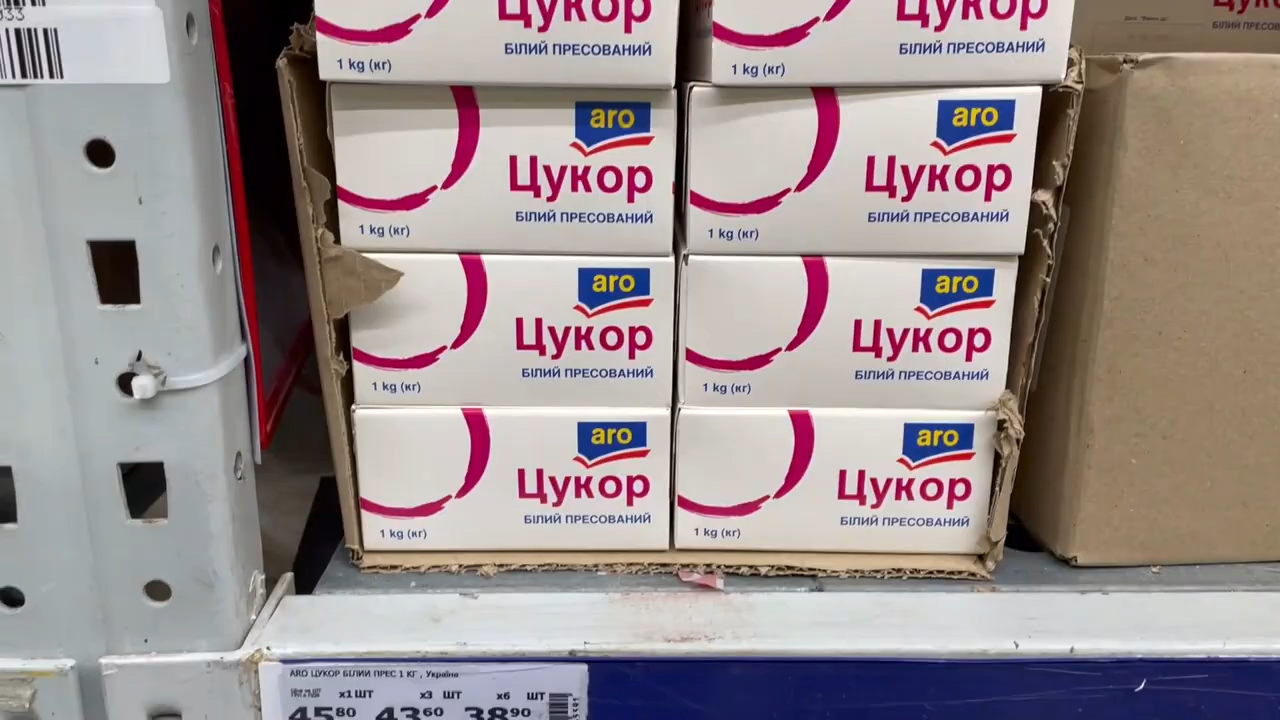 033
Цукор
БІЛИЙ ПРЕСОВАНИЙ
1 kg (кг)
Цукор
БІЛИЙ ПРЕСОВАНИЙ
1 kg (кг)
aro
Цукор
БІЛИЙ ПРЕСОВАНИЙ
1 kg (кг)
aro
Цукор
БІЛИЙ ПРЕСОВАНИЙ
1 kg (кг)
aro
Цукор
БІЛИЙ ПРЕСОВАНИЙ
1 kg (кг)
aro
Цукор
БІЛИЙ ПРЕСОВАНИЙ
1 kg (кг)
aro
Цукор
БІЛИЙ ПРЕСОВАНИЙ
1 kg (кг)
aro
Цукор
БІЛИЙ ПРЕСОВАНИЙ
1 kg (кг)
ARO ЦУКОР БІЛИЙ ПРЕС 1 КГ , Україна
x1 ШТ x3 ШТ x6 ШТ
45 80 43 60 38 90